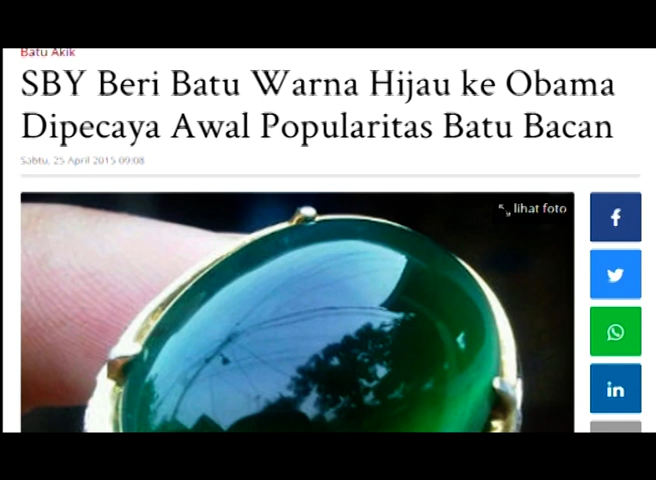 Batu Akik
SBY Beri Batu Warna Hijau ke Obama
Dipecaya Awal Popularitas Batu Bacan
Sabtu, 25 April 2015 09:08
lihat foto
f
in